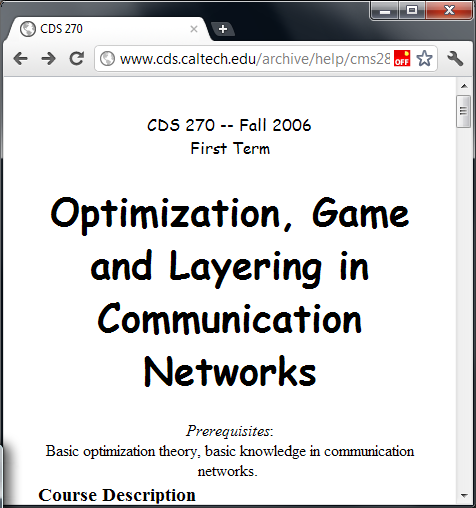 CDS 270
www.cds.caltech.edu/archive/help/cms28
OFF
CDS 270 -- Fall 2006
First Term
Optimization, Game
and Layering in
Communication
Networks
Prerequisites:
Basic optimization theory, basic knowledge in communication
networks.
Course Description